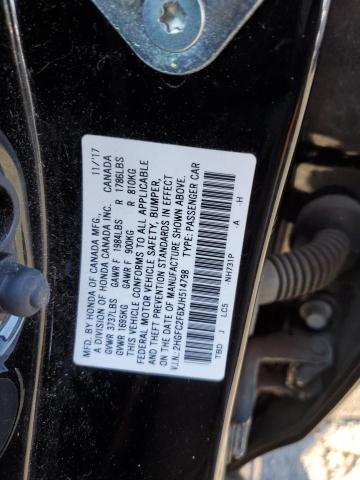 MFD. BY HONDA OF CANADA MFG. 11/17
A DIVISION OF HONDA CANADA INC. CANADA
GVWR 3737LBS GAWR F 1984LBS R 1786LBS
GVWR 1695KG GAWR F 900KG R 810KG
THIS VEHICLE CONFORMS TO ALL APPLICABLE
FEDERAL MOTOR VEHICLE SAFETY, BUMPER,
AND THEFT PREVENTION STANDARDS IN EFFECT
ON THE DATE OF MANUFACTURE SHOWN ABOVE.
V.I.N.: 2HGFC2F6XJH514798 TYPE: PASSENGER CAR
TBD J LC5 -NH731P -A -H